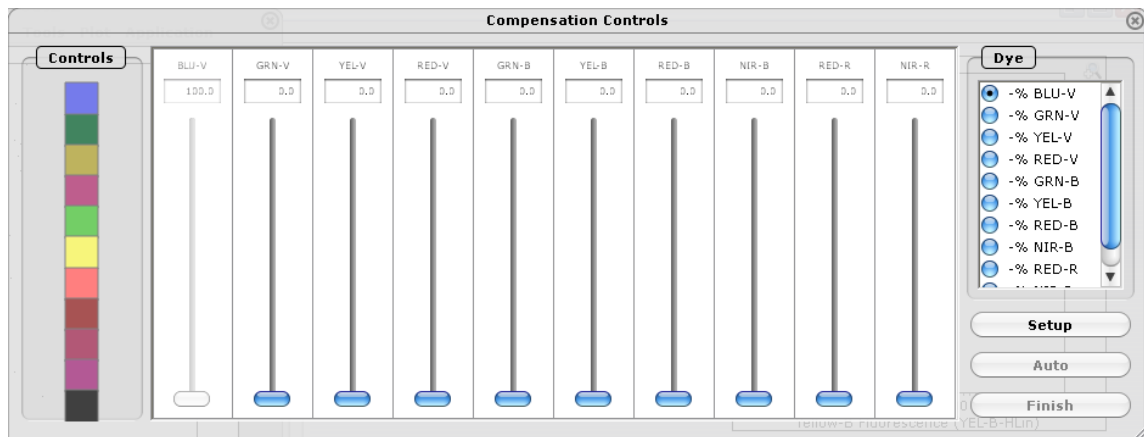 Compensation Controls
Controls
BLU-V GRN-V YEL-V RED-V GRN-B YEL-B RED-B NIR-B RED-R NIR-R
100.0 0.0 0.0 0.0 0.0 0.0 0.0 0.0 0.0 0.0
Dye
-% BLU-V
-% GRN-V
-% YEL-V
-% RED-V
-% GRN-B
-% YEL-B
-% RED-B
-% NIR-B
-% RED-R
Setup
Auto
Finish
Yellow-B Fluorescence (YEL-B-HLin)